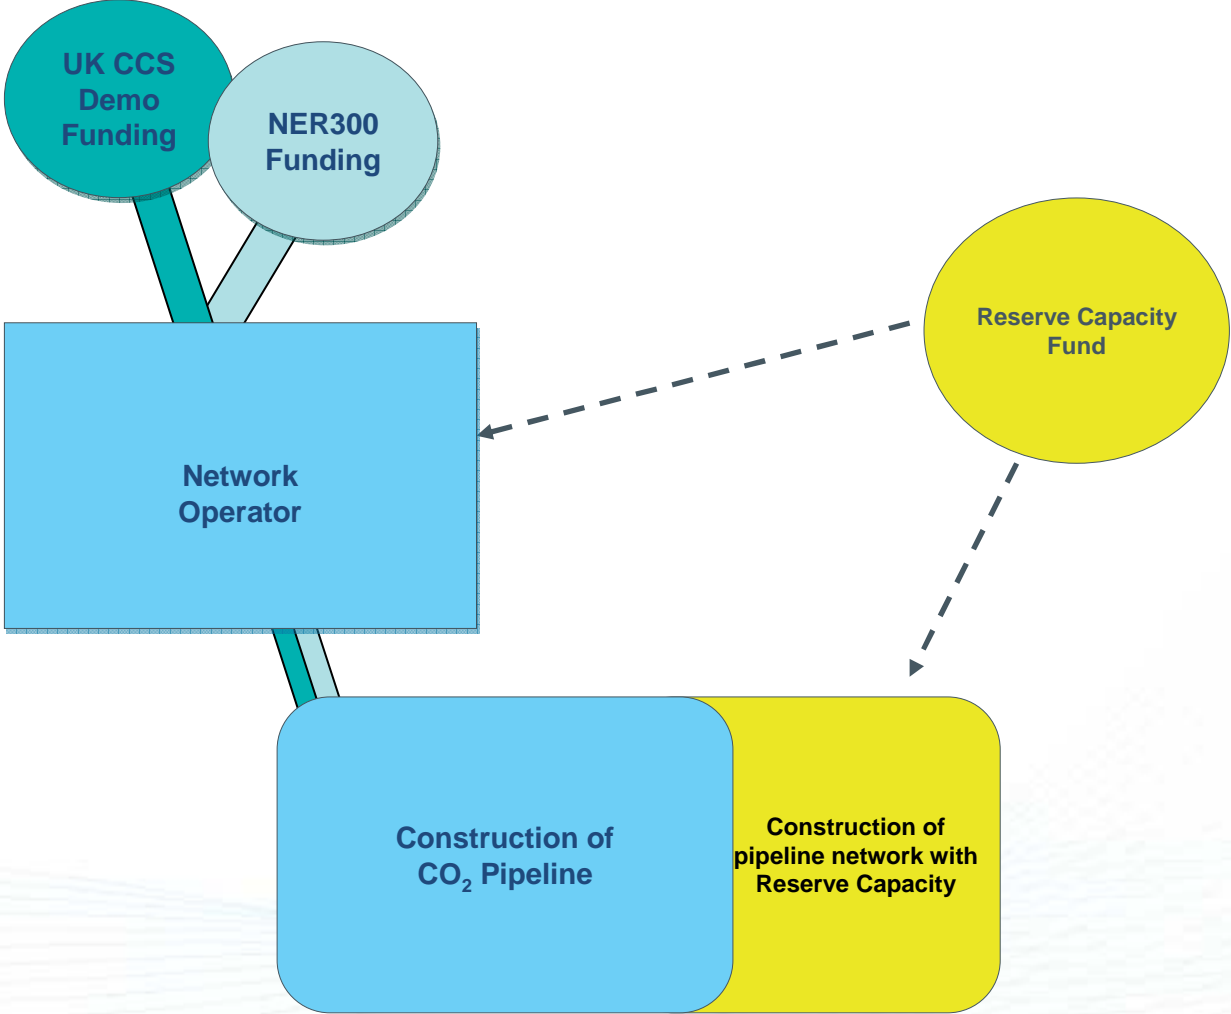 UK CCS
Demo
Funding
NER300
Funding
Reserve Capacity
Fund
Network
Operator
Construction of
CO₂ Pipeline
Construction of
pipeline network with
Reserve Capacity